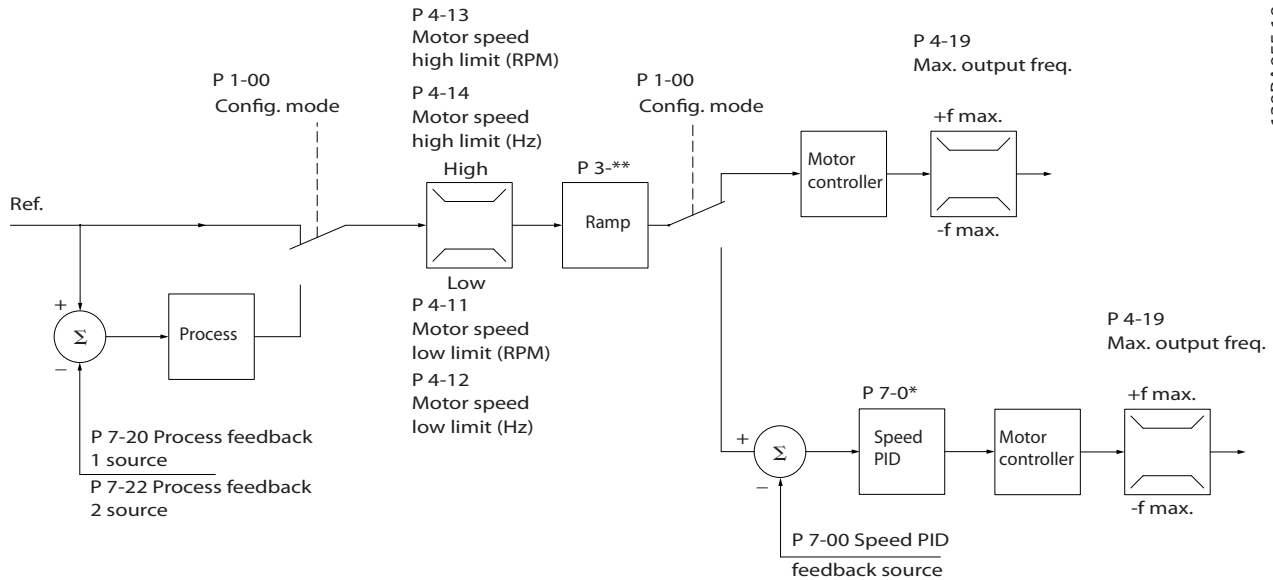 P 4-13
Motor speed
high limit (RPM)
P 4-14
Motor speed
high limit (Hz)
High
P 1-00
Config. mode
P 3-**
Ramp
P 1-00
Config. mode
Motor
controller
P 4-19
Max. output freq.
+f max.
-f max.
Ref.
+
Σ
−
Process
P 7-20 Process feedback
1 source
P 7-22 Process feedback
2 source
Low
P 4-11
Motor speed
low limit (RPM)
P 4-12
Motor speed
low limit (Hz)
+
Σ
−
P 7-0*
Speed
PID
Motor
controller
P 4-19
Max. output freq.
+f max.
-f max.
P 7-00 Speed PID
feedback source